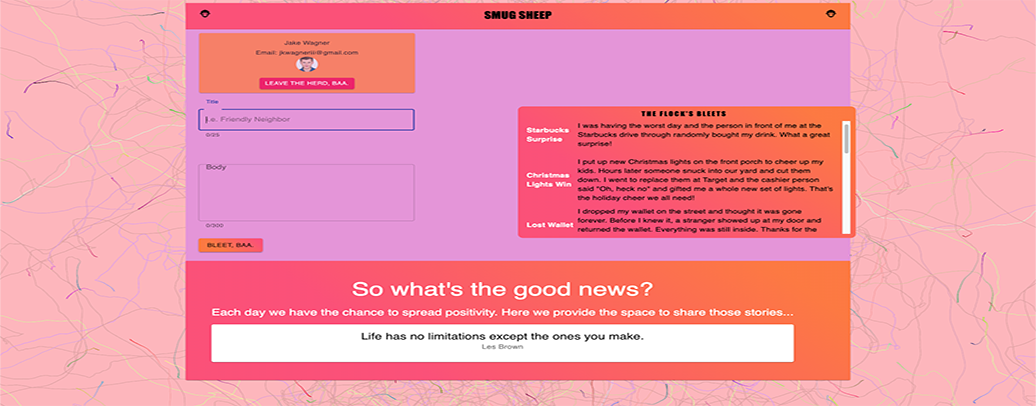 SMUG SHEEP
Jake Wagner
Email: jkwagneriii@gmail.com
LEAVE THE HERD, BAA.
Title
i.e. Friendly Neighbor
0/25
Body
0/300
BLEET, BAA.
THE FLOCK'S BLEETS
Starbucks
Surprise
I was having the worst day and the person in front of me at the
Starbucks drive through randomly bought my drink. What a great
surprise!
Christmas
Lights Win
I put up new Christmas lights on the front porch to cheer up my
kids. Hours later someone snuck into our yard and cut them
down. I went to replace them at Target and the cashier person
said "Oh, heck no" and gifted me a whole new set of lights. That's
the holiday cheer we all need!
Lost Wallet
I dropped my wallet on the street and thought it was gone
forever. Before I knew it, a stranger showed up at my door and
returned the wallet. Everything was still inside. Thanks for the
So what's the good news?
Each day we have the chance to spread positivity. Here we provide the space to share those stories...
Life has no limitations except the ones you make.
Les Brown